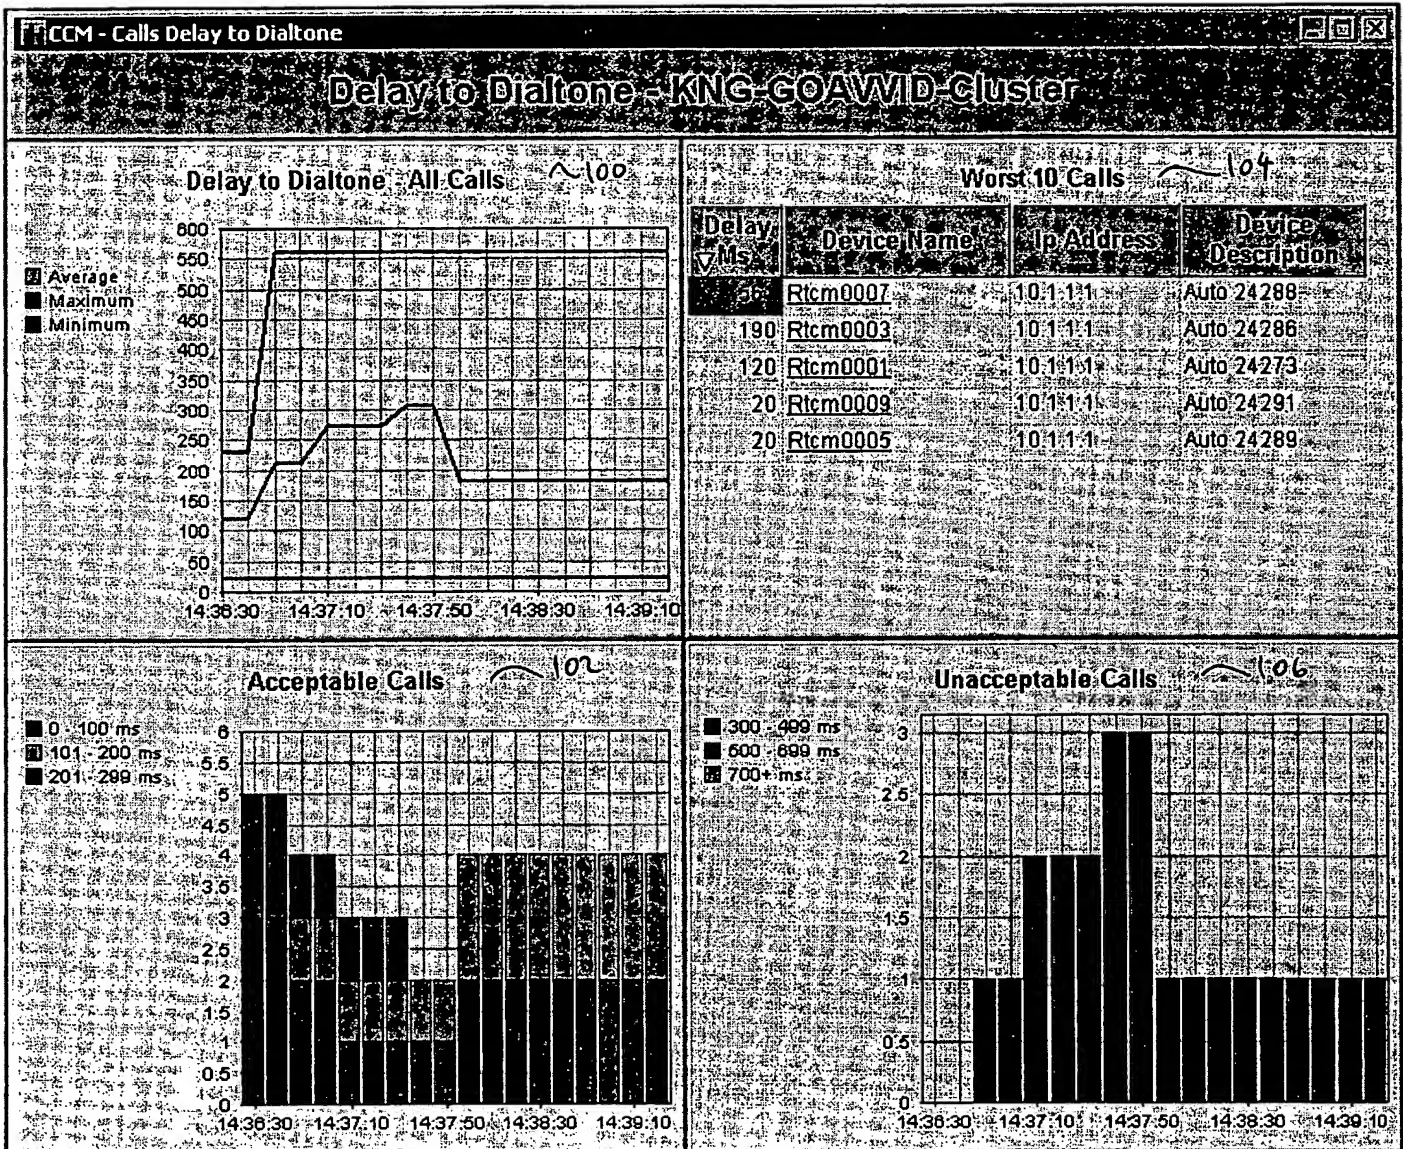 CCM - Calls Delay to Dialtone
Delay to Dialtone - KNG-GOAVVID-Cluster
Delay to Dialtone - All Calls 100
600
550
500
450
400
350
300
250
200
150
100
50
0
Average
Maximum
Minimum
14:36:30 14:37:10 14:37:50 14:38:30 14:39:10
Worst 10 Calls 104
Delay Ms Device Name Ip Address Device Description
Rtcm0007 10.1.1.1 Auto 24288
190 Rtcm0003 10.1.1.1 Auto 24286
120 Rtcm0001 10.1.1.1 Auto 24273
20 Rtcm0009 10.1.1.1 Auto 24291
20 Rtcm0005 10.1.1.1 Auto 24289
Acceptable Calls 102
0 - 100 ms
101 - 200 ms
201 - 299 ms
6
5.5
5
4.5
4
3.5
3
2.5
2
1.5
1
0.5
0
14:36:30 14:37:10 14:37:50 14:38:30 14:39:10
Unacceptable Calls 106
300 - 499 ms
500 - 699 ms
700+ ms
3
2.5
2
1.5
1
0.5
0
14:36:30 14:37:10 14:37:50 14:38:30 14:39:10